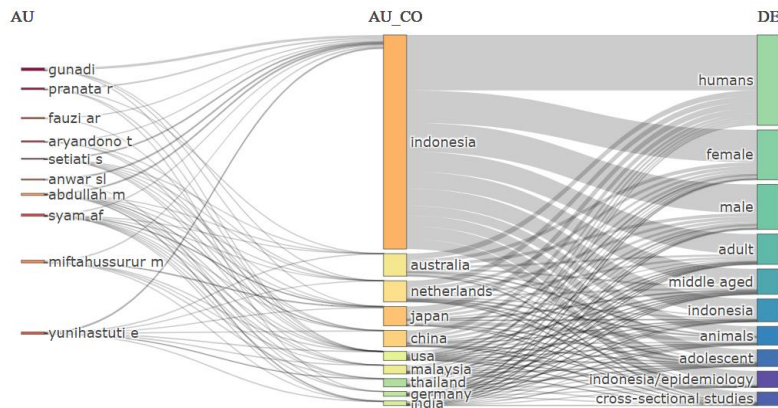 AU
AU_CO
DE
gunadi
pranata r
fauzi ar
aryandono t
setiati s
anwar sl
abdullah m
syam af
miftahussurur m
yunihastuti e
indonesia
australia
netherlands
japan
china
usa
malaysia
thailand
germany
india
humans
female
male
adult
middle aged
indonesia
animals
adolescent
indonesia/epidemiology
cross-sectional studies